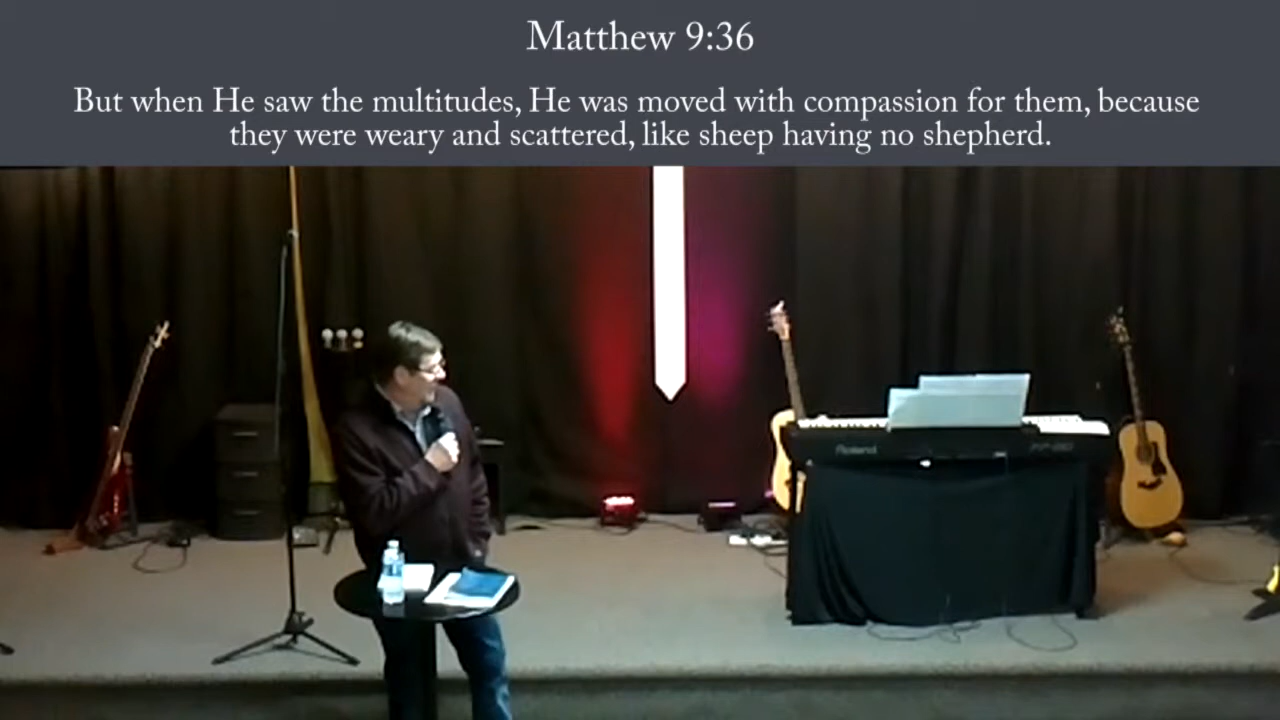 Matthew 9:36
But when He saw the multitudes, He was moved with compassion for them, because
they were weary and scattered, like sheep having no shepherd.
Roland